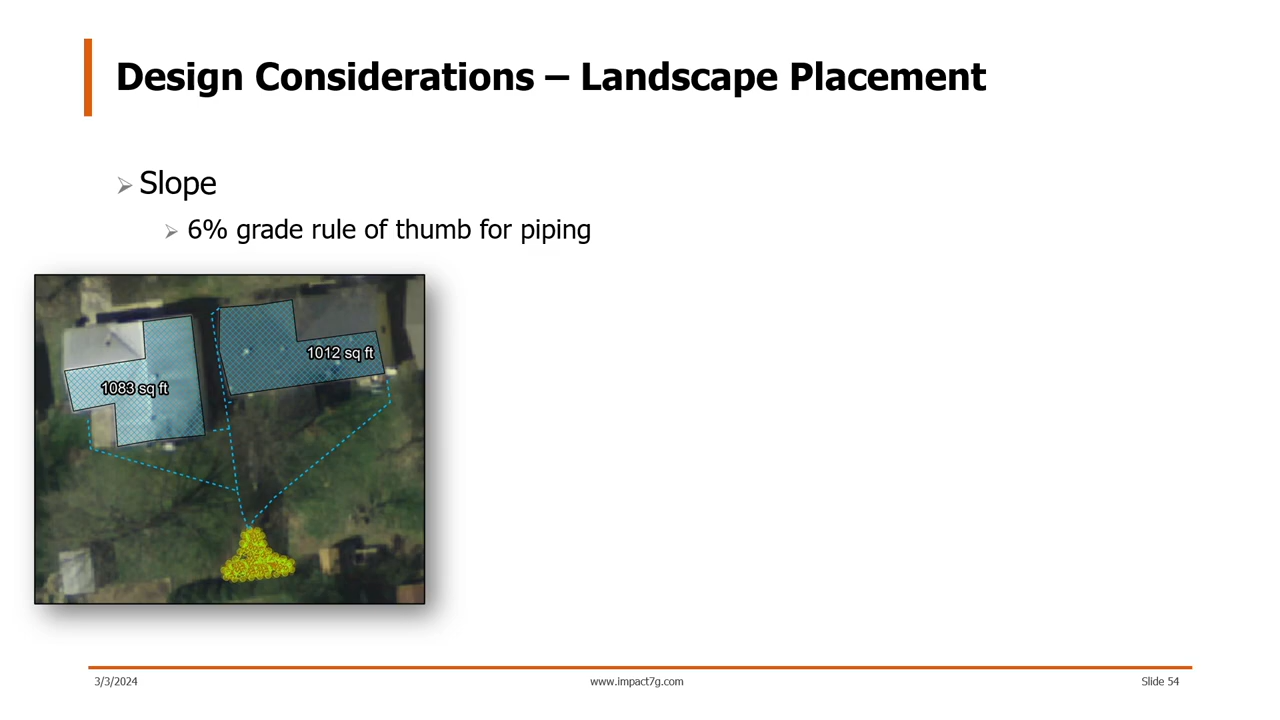 Design Considerations – Landscape Placement
Slope
6% grade rule of thumb for piping
1012 sq ft
1083 sq ft
3/3/2024
www.impact7g.com
Slide 54